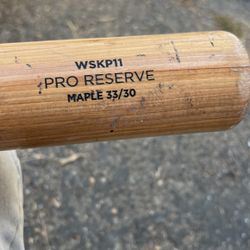 WSKP11
PRO RESERVE
MAPLE 33/30